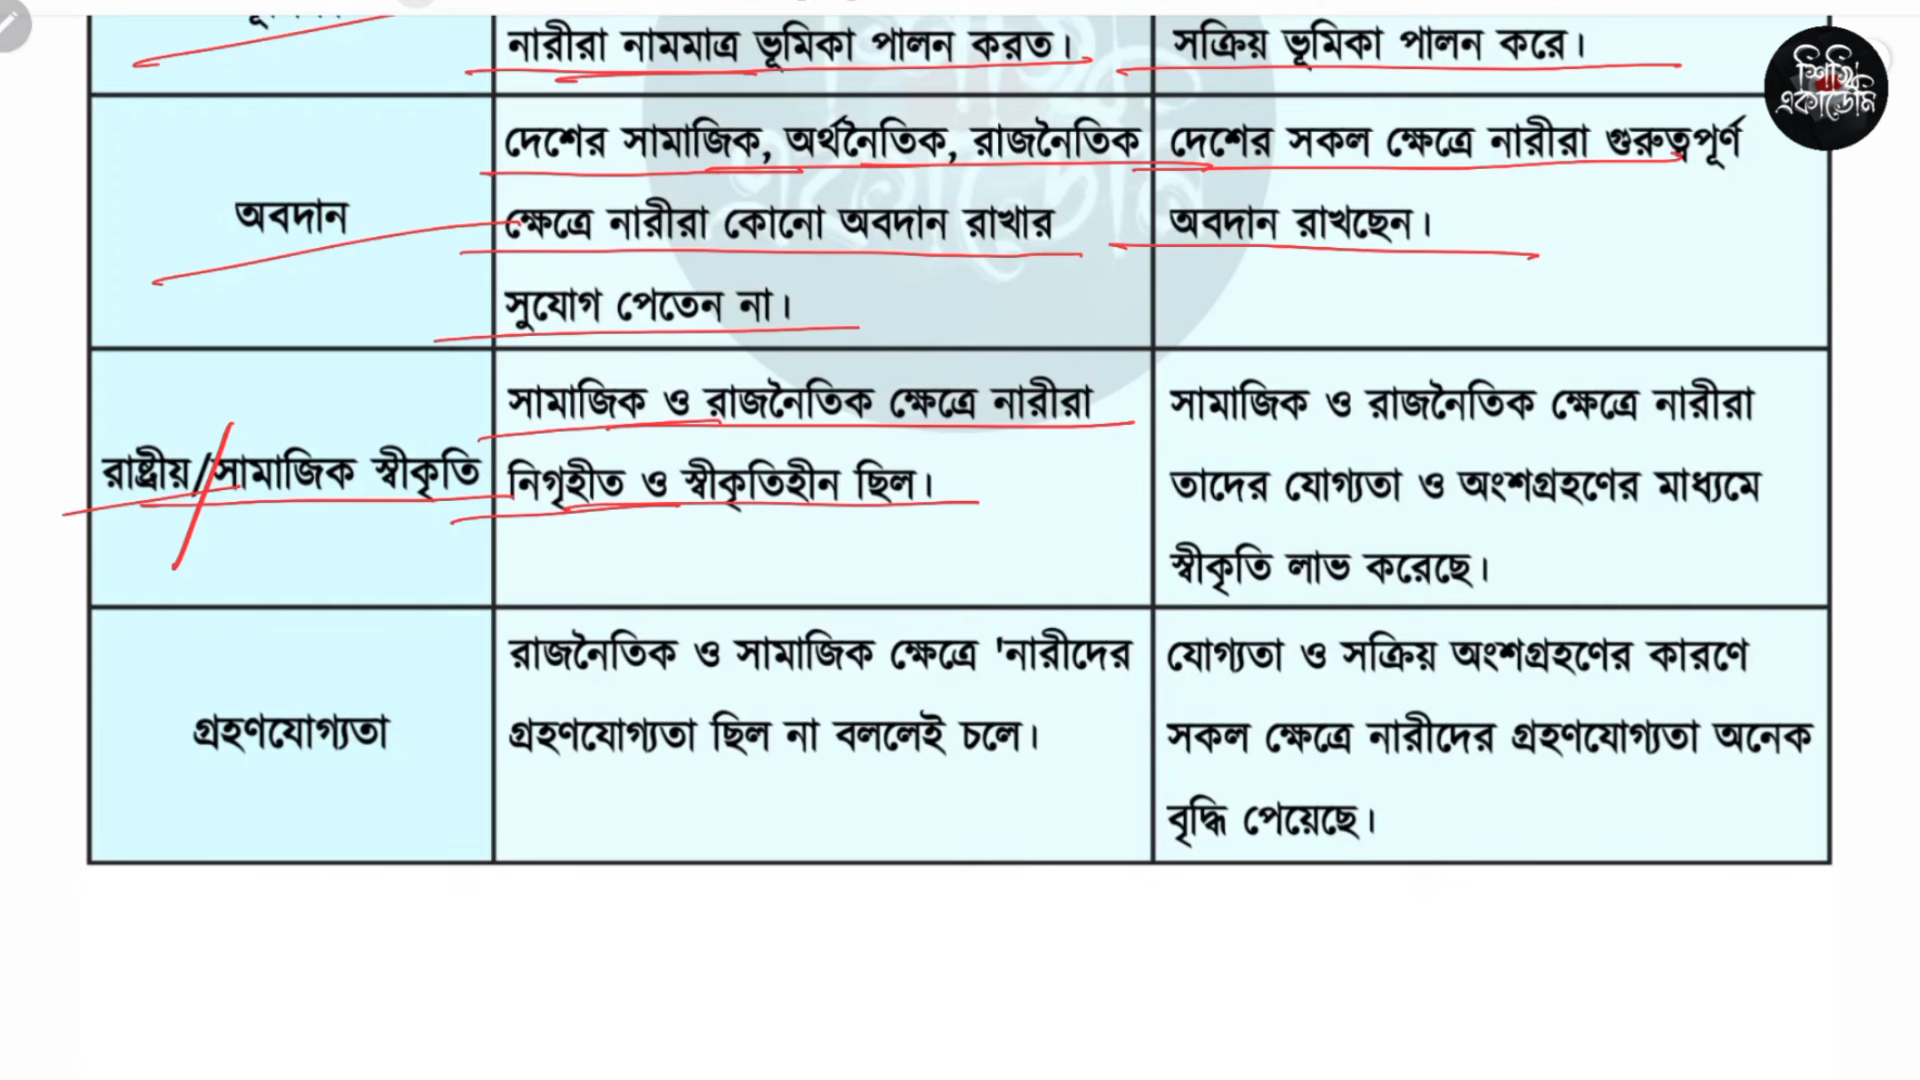 নারীরা নামমাত্র ভূমিকা পালন করত।
সক্রিয় ভূমিকা পালন করে।
অবদান
দেশের সামাজিক, অর্থনৈতিক, রাজনৈতিক
ক্ষেত্রে নারীরা কোনো অবদান রাখার
সুযোগ পেতেন না।
দেশের সকল ক্ষেত্রে নারীরা গুরুত্বপূর্ণ
অবদান রাখছেন।
রাষ্ট্রীয়/সামাজিক স্বীকৃতি
সামাজিক ও রাজনৈতিক ক্ষেত্রে নারীরা
নিগৃহীত ও স্বীকৃতিহীন ছিল।
সামাজিক ও রাজনৈতিক ক্ষেত্রে নারীরা
তাদের যোগ্যতা ও অংশগ্রহণের মাধ্যমে
স্বীকৃতি লাভ করেছে।
গ্রহণযোগ্যতা
রাজনৈতিক ও সামাজিক ক্ষেত্রে 'নারীদের
গ্রহণযোগ্যতা ছিল না বললেই চলে।
যোগ্যতা ও সক্রিয় অংশগ্রহণের কারণে
সকল ক্ষেত্রে নারীদের গ্রহণযোগ্যতা অনেক
বৃদ্ধি পেয়েছে।
একাডেমি